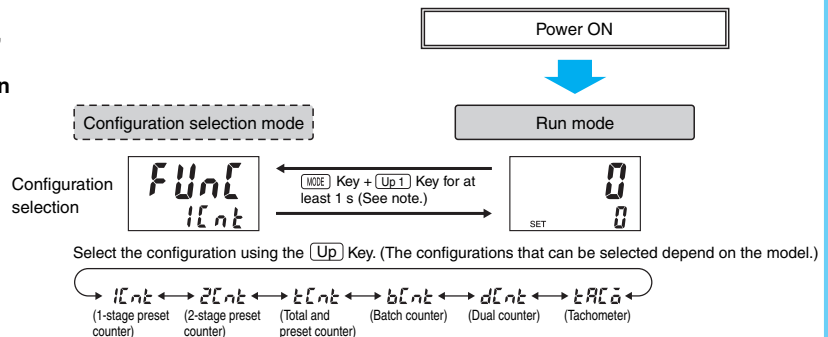 Power ON
n
Configuration selection mode
Run mode
Configuration
selection
FUnC
1Cnt
MODE Key + Up 1 Key for at
least 1 s (See note.)
0
SET 0
Select the configuration using the Up Key. (The configurations that can be selected depend on the model.)
1Cnt 2Cnt tCnt bCnt dCnt tACo
(1-stage preset
counter)
(2-stage preset
counter)
(Total and
preset counter)
(Batch counter)
(Dual counter)
(Tachometer)